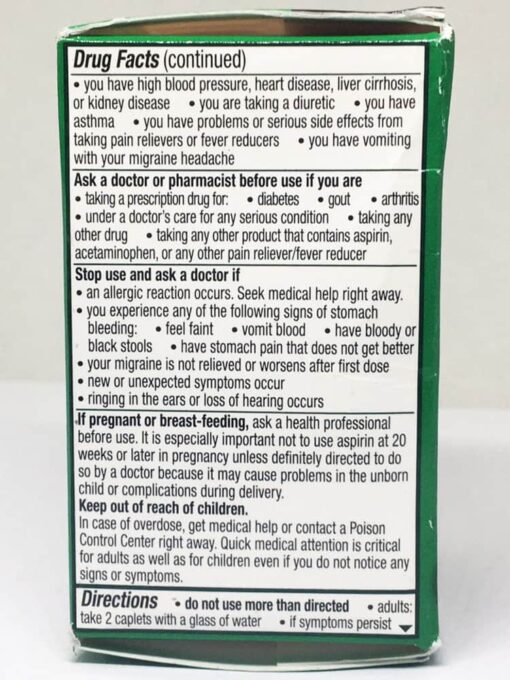 Drug Facts (continued)
• you have high blood pressure, heart disease, liver cirrhosis,
or kidney disease • you are taking a diuretic • you have
asthma • you have problems or serious side effects from
taking pain relievers or fever reducers • you have vomiting
with your migraine headache
Ask a doctor or pharmacist before use if you are
• taking a prescription drug for: • diabetes • gout • arthritis
• under a doctor's care for any serious condition • taking any
other drug • taking any other product that contains aspirin,
acetaminophen, or any other pain reliever/fever reducer
Stop use and ask a doctor if
• an allergic reaction occurs. Seek medical help right away.
• you experience any of the following signs of stomach
bleeding: • feel faint • vomit blood • have bloody or
black stools • have stomach pain that does not get better
• your migraine is not relieved or worsens after first dose
• new or unexpected symptoms occur
• ringing in the ears or loss of hearing occurs
If pregnant or breast-feeding, ask a health professional
before use. It is especially important not to use aspirin at 20
weeks or later in pregnancy unless definitely directed to do
so by a doctor because it may cause problems in the unborn
child or complications during delivery.
Keep out of reach of children.
In case of overdose, get medical help or contact a Poison
Control Center right away. Quick medical attention is critical
for adults as well as for children even if you do not notice any
signs or symptoms.
Directions • do not use more than directed • adults:
take 2 caplets with a glass of water • if symptoms persist